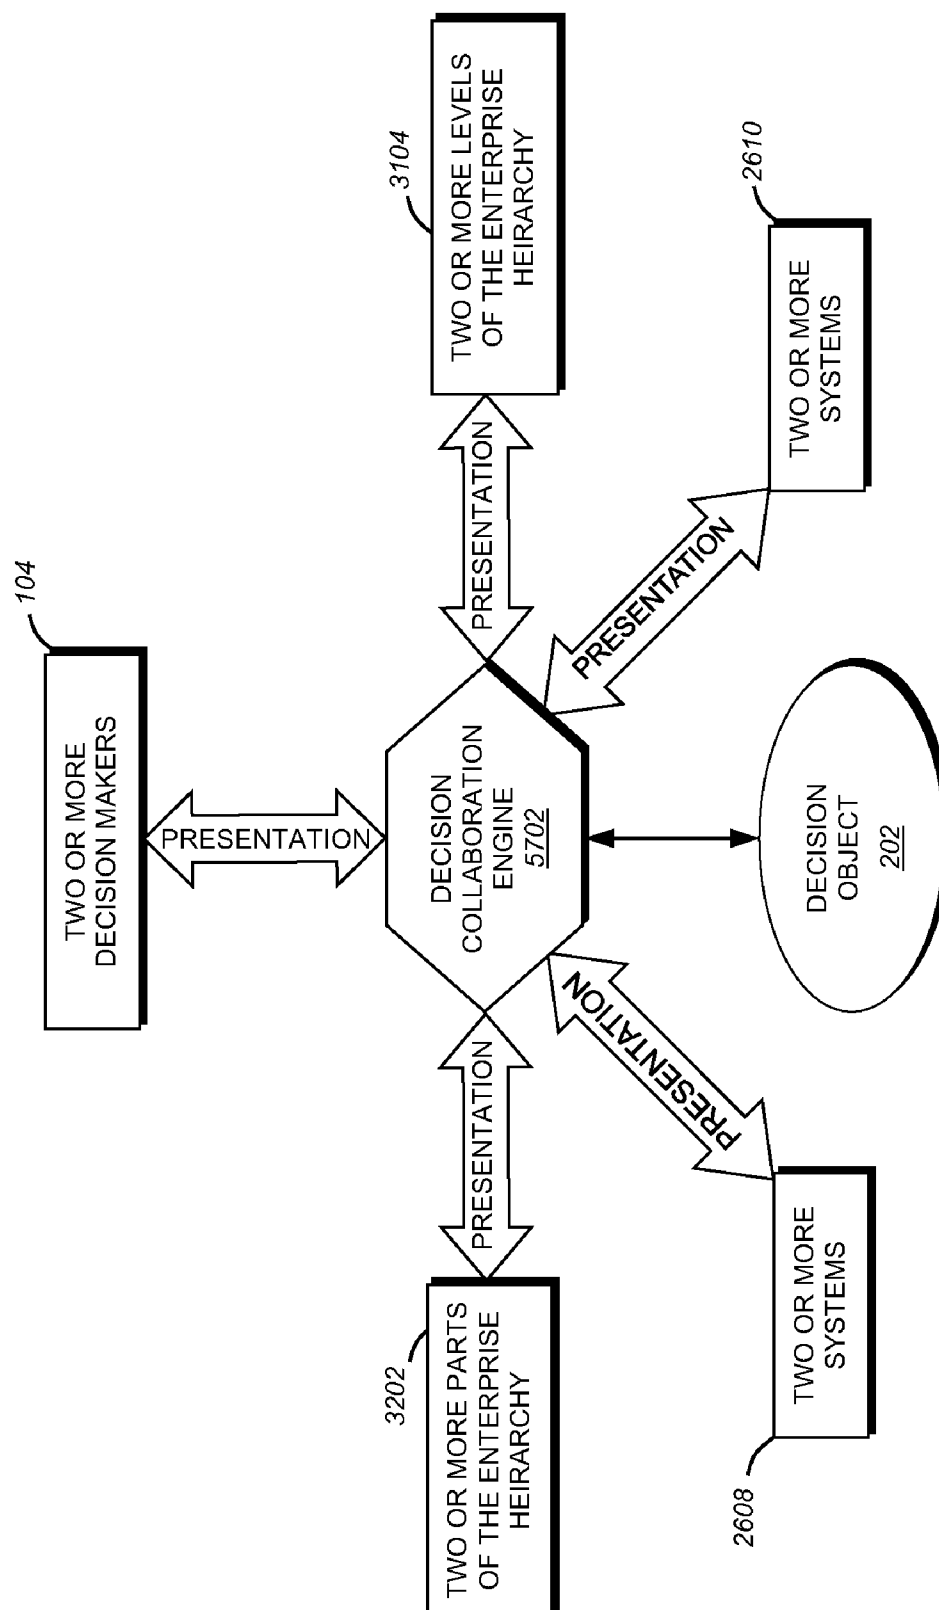 104
TWO OR MORE
DECISION MAKERS
PRESENTATION
3202
TWO OR MORE PARTS
OF THE ENTERPRISE
HEIRARCHY
PRESENTATION
DECISION
COLLABORATION
ENGINE
5702
PRESENTATION
3104
TWO OR MORE LEVELS
OF THE ENTERPRISE
HEIRARCHY
PRESENTATION
PRESENTATION
2608
TWO OR MORE
SYSTEMS
DECISION
OBJECT
202
2610
TWO OR MORE
SYSTEMS